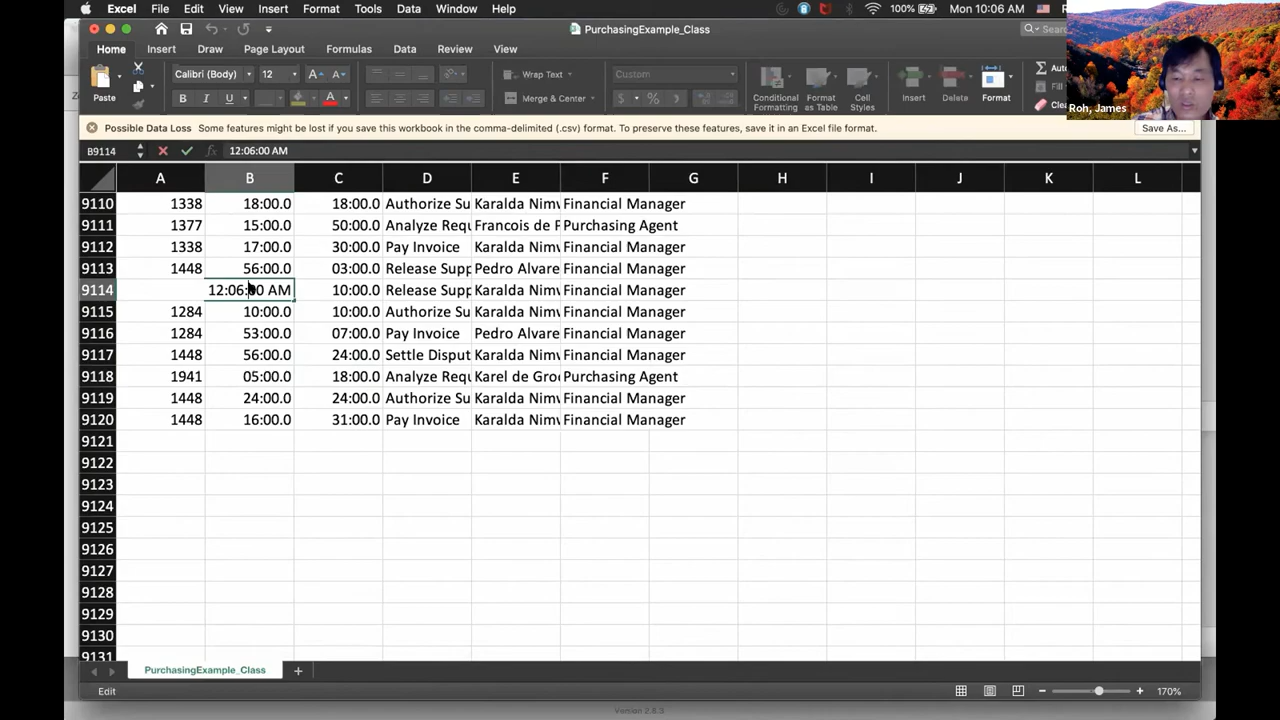 Excel File Edit View Insert Format Tools Data Window Help 100% Mon 10:06 AM
PurchasingExample_Class
Home Insert Draw Page Layout Formulas Data Review View
Roh, James
Paste Calibri (Body) 12 A A Wrap Text Custom Conditional Formatting Format as Table Cell Styles Insert Delete Format
B I U A Merge & Center $ %
Possible Data Loss Some features might be lost if you save this workbook in the comma-delimited (.csv) format. To preserve these features, save it in an Excel file format. Save As...
B9114 fx 12:06:00 AM
A B C D E F G H I J K L
9110 1338 18:00.0 18:00.0 Authorize Su Karalda Nim Financial Manager
9111 1377 15:00.0 50:00.0 Analyze Requ Francois de P Purchasing Agent
9112 1338 17:00.0 30:00.0 Pay Invoice Karalda Nim Financial Manager
9113 1448 56:00.0 03:00.0 Release Supp Pedro Alvare Financial Manager
9114 12:06:00 AM 10:00.0 Release Supp Karalda Nim Financial Manager
9115 1284 10:00.0 10:00.0 Authorize Su Karalda Nim Financial Manager
9116 1284 53:00.0 07:00.0 Pay Invoice Pedro Alvare Financial Manager
9117 1448 56:00.0 24:00.0 Settle Disput Karalda Nim Financial Manager
9118 1941 05:00.0 18:00.0 Analyze Requ Karel de Groo Purchasing Agent
9119 1448 24:00.0 24:00.0 Authorize Su Karalda Nim Financial Manager
9120 1448 16:00.0 31:00.0 Pay Invoice Karalda Nim Financial Manager
9121
9122
9123
9124
9125
9126
9127
9128
9129
9130
9131
PurchasingExample_Class +
Edit 170%